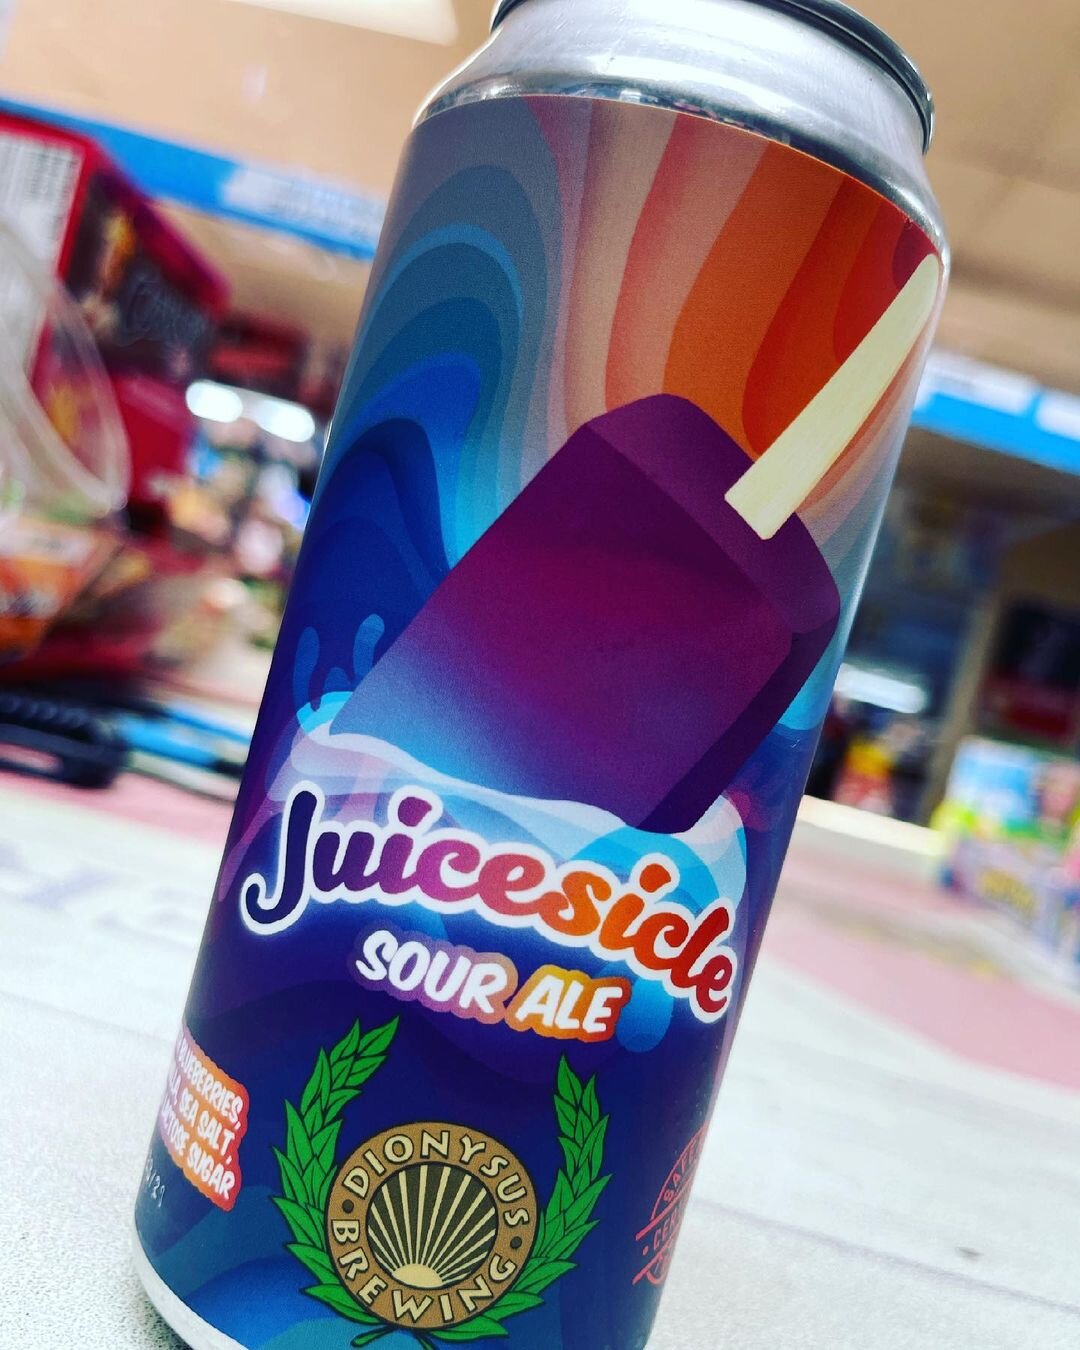 Juicesicle
SOUR ALE
BLUEBERRIES,
SEA SALT,
LACTOSE SUGAR
DIONYSUS
BREWING